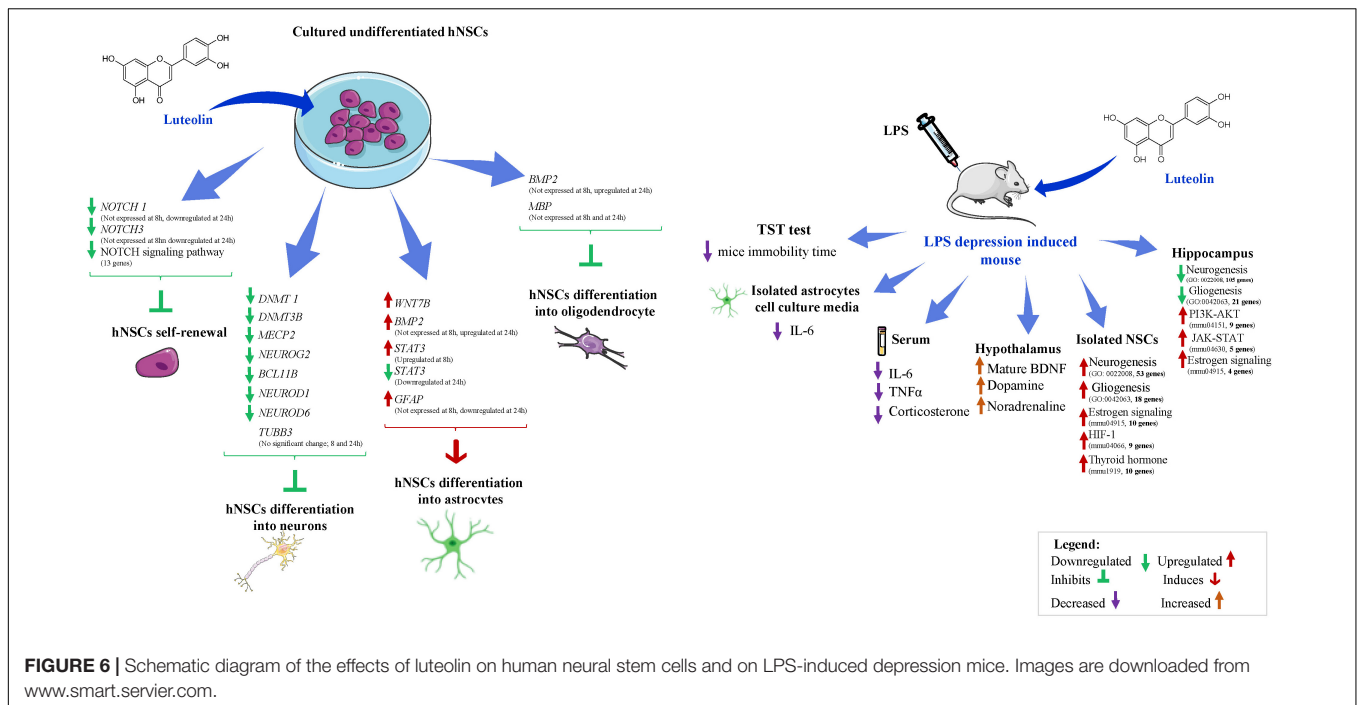 Cultured undifferentiated hNSCs
OH
OH
HO
O
OH
O
Luteolin
NOTCH 1
(Not expressed at 8h, downregulated at 24h)
NOTCH3
(Not expressed at 8hn downregulated at 24h)
NOTCH signaling pathway
(13 genes)
hNSCs self-renewal
DNMT 1
DNMT3B
MECP2
NEUROG2
BCL11B
NEUROD1
NEUROD6
TUBB3
(No significant change; 8 and 24h)
hNSCs differentiation
into neurons
WNT7B
BMP2
(Not expressed at 8h, upregulated at 24h)
STAT3
(Upregulated at 8h)
STAT3
(Downregulated at 24h)
GFAP
(Not expressed at 8h, downregulated at 24h)
hNSCs differentiation
into astrocytes
BMP2
(Not expressed at 8h, upregulated at 24h)
MBP
(Not expressed at 8h and at 24h)
hNSCs differentiation
into oligodendrocyte
LPS
OH
OH
HO
O
OH
O
Luteolin
LPS depression induced
mouse
TST test
mice immobility time
Isolated astrocytes
cell culture media
IL-6
Serum
IL-6
TNFα
Corticosterone
Hypothalamus
Mature BDNF
Dopamine
Noradrenaline
Isolated NSCs
Neurogenesis
(GO: 0022008, 53 genes)
Gliogenesis
(GO:0042063, 18 genes)
Estrogen signaling
(mmu04915, 10 genes)
HIF-1
(mmu04066, 9 genes)
Thyroid hormone
(mmu1919, 10 genes)
Hippocampus
Neurogenesis
(GO: 0022008, 105 genes)
Gliogenesis
(GO:0042063, 21 genes)
PI3K-AKT
(mmu04151, 9 genes)
JAK-STAT
(mmu04630, 5 genes)
Estrogen signaling
(mmu04915, 4 genes)
Legend:
Downregulated Upregulated
Inhibits Induces
Decreased Increased
FIGURE 6 | Schematic diagram of the effects of luteolin on human neural stem cells and on LPS-induced depression mice. Images are downloaded from
www.smart.servier.com.